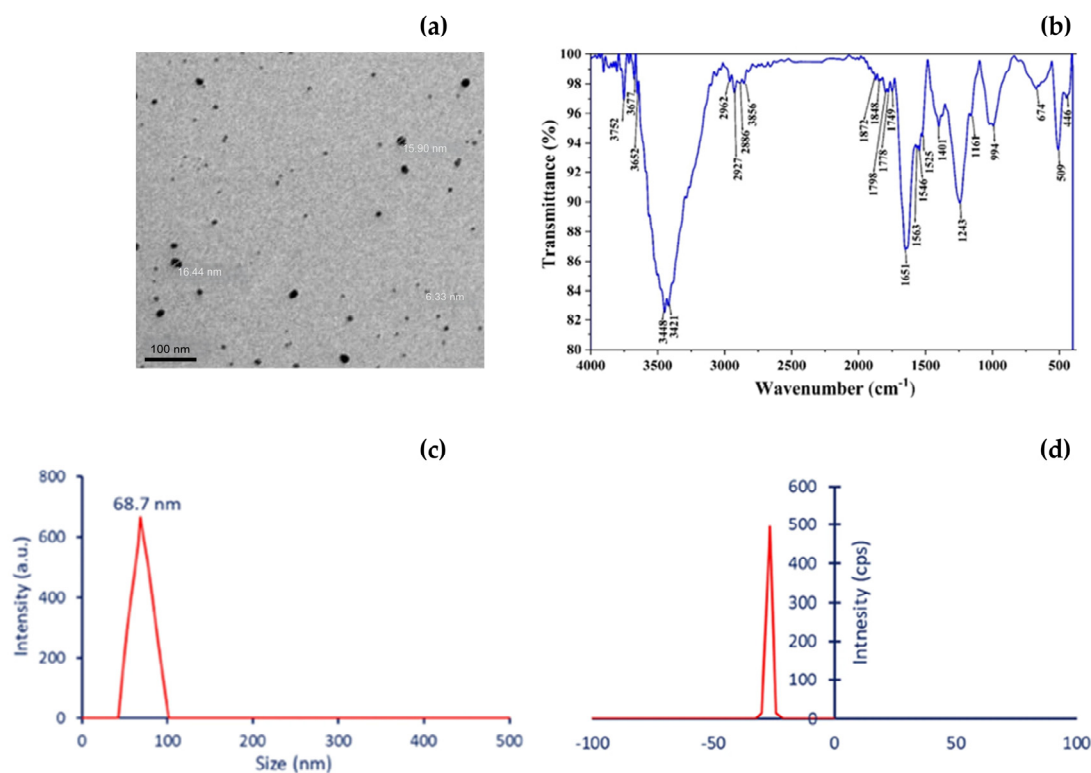 (a)
15.90 nm
16.44 nm
6.33 nm
100 nm
(b)
100
98
96
94
92
90
88
86
84
82
80
Transmittance (%)
3752
3677
3652
3448
3421
2962
2927
2886
3856
1872
1848
1798
1778
1749
1651
1563
1546
1525
1401
1243
1161
994
674
509
446
4000 3500 3000 2500 2000 1500 1000 500
Wavenumber (cm-1)
(c)
800
600
400
200
0
68.7 nm
Intensity (a.u.)
0 100 200 300 400 500
Size (nm)
(d)
600
500
400
300
200
100
0
Intnesity (cps)
-100 -50 0 50 100